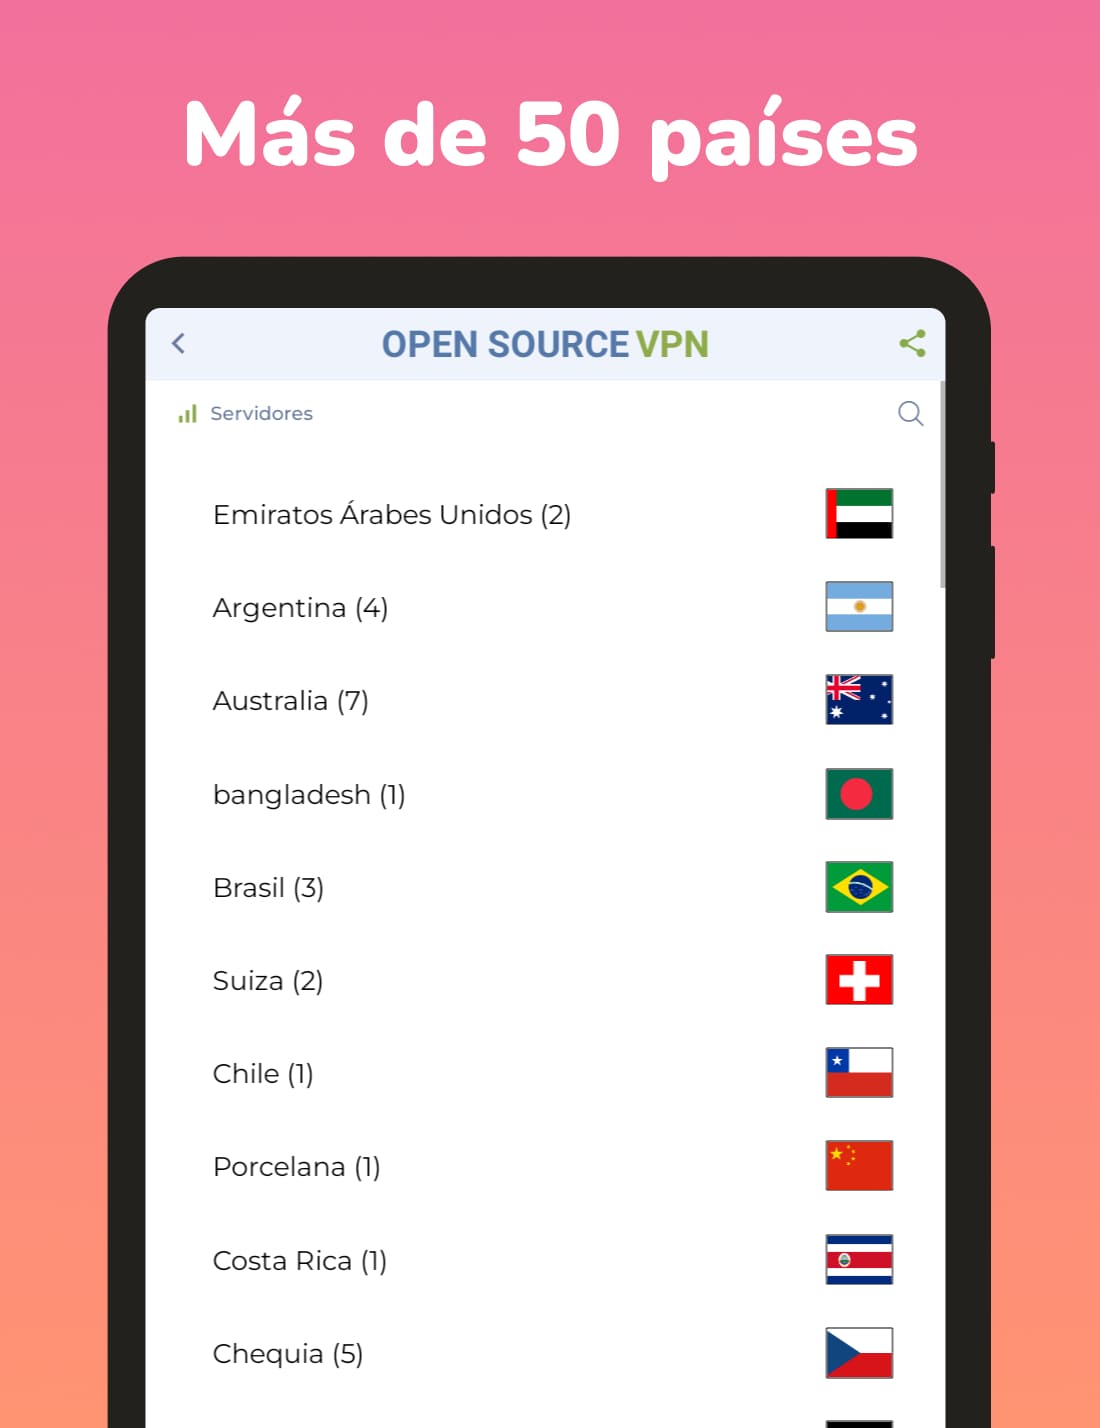 Más de 50 países
OPEN SOURCE VPN
Servidores
Emiratos Árabes Unidos (2)
Argentina (4)
Australia (7)
bangladesh (1)
Brasil (3)
Suiza (2)
Chile (1)
Porcelana (1)
Costa Rica (1)
Chequia (5)